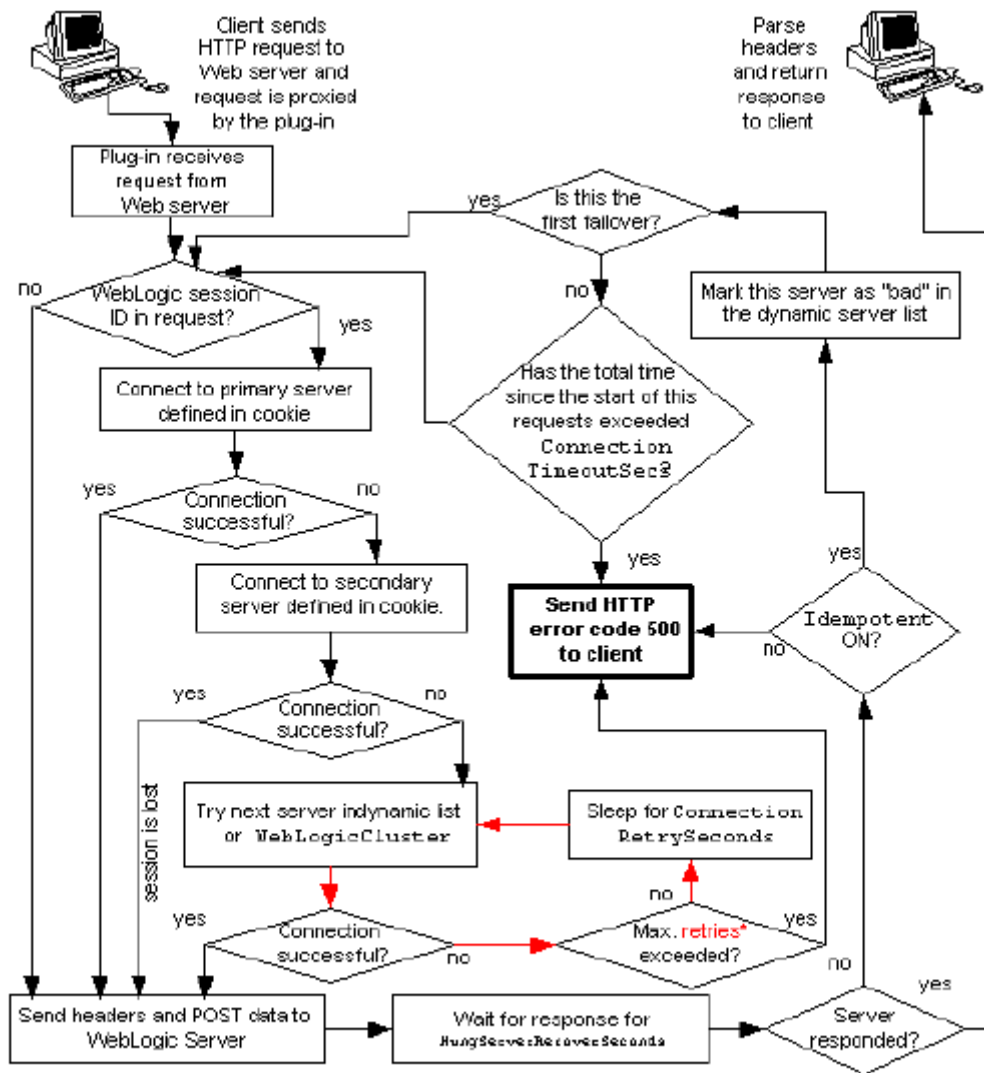 Client sends
HTTP request to
Web server and
request is proxied
by the plug-in
Parse
headers
and return
response
to client
Plug-in receives
request from
Web server
yes
Is this the
first failover?
no
WebLogic session
ID in request?
yes
no
Mark this server as "bad" in
the dynamic server list
Connect to primary server
defined in cookie
Has the total time
since the start of this
requests exceeded
Connection
TimeoutSec?
yes
Connection
successful?
no
yes
yes
Connect to secondary
server defined in cookie.
Send HTTP
error code 500
to client
Idempotent
ON?
no
yes
Connection
successful?
no
session is lost
Try next server indynamic list
or WebLogicCluster
Sleep for Connection
RetrySeconds
no
yes
Connection
successful?
no
Max. retries*
exceeded?
yes
no
yes
Send headers and POST data to
WebLogic Server
Wait for response for
HungServerRecoverSeconds
Server
responded?